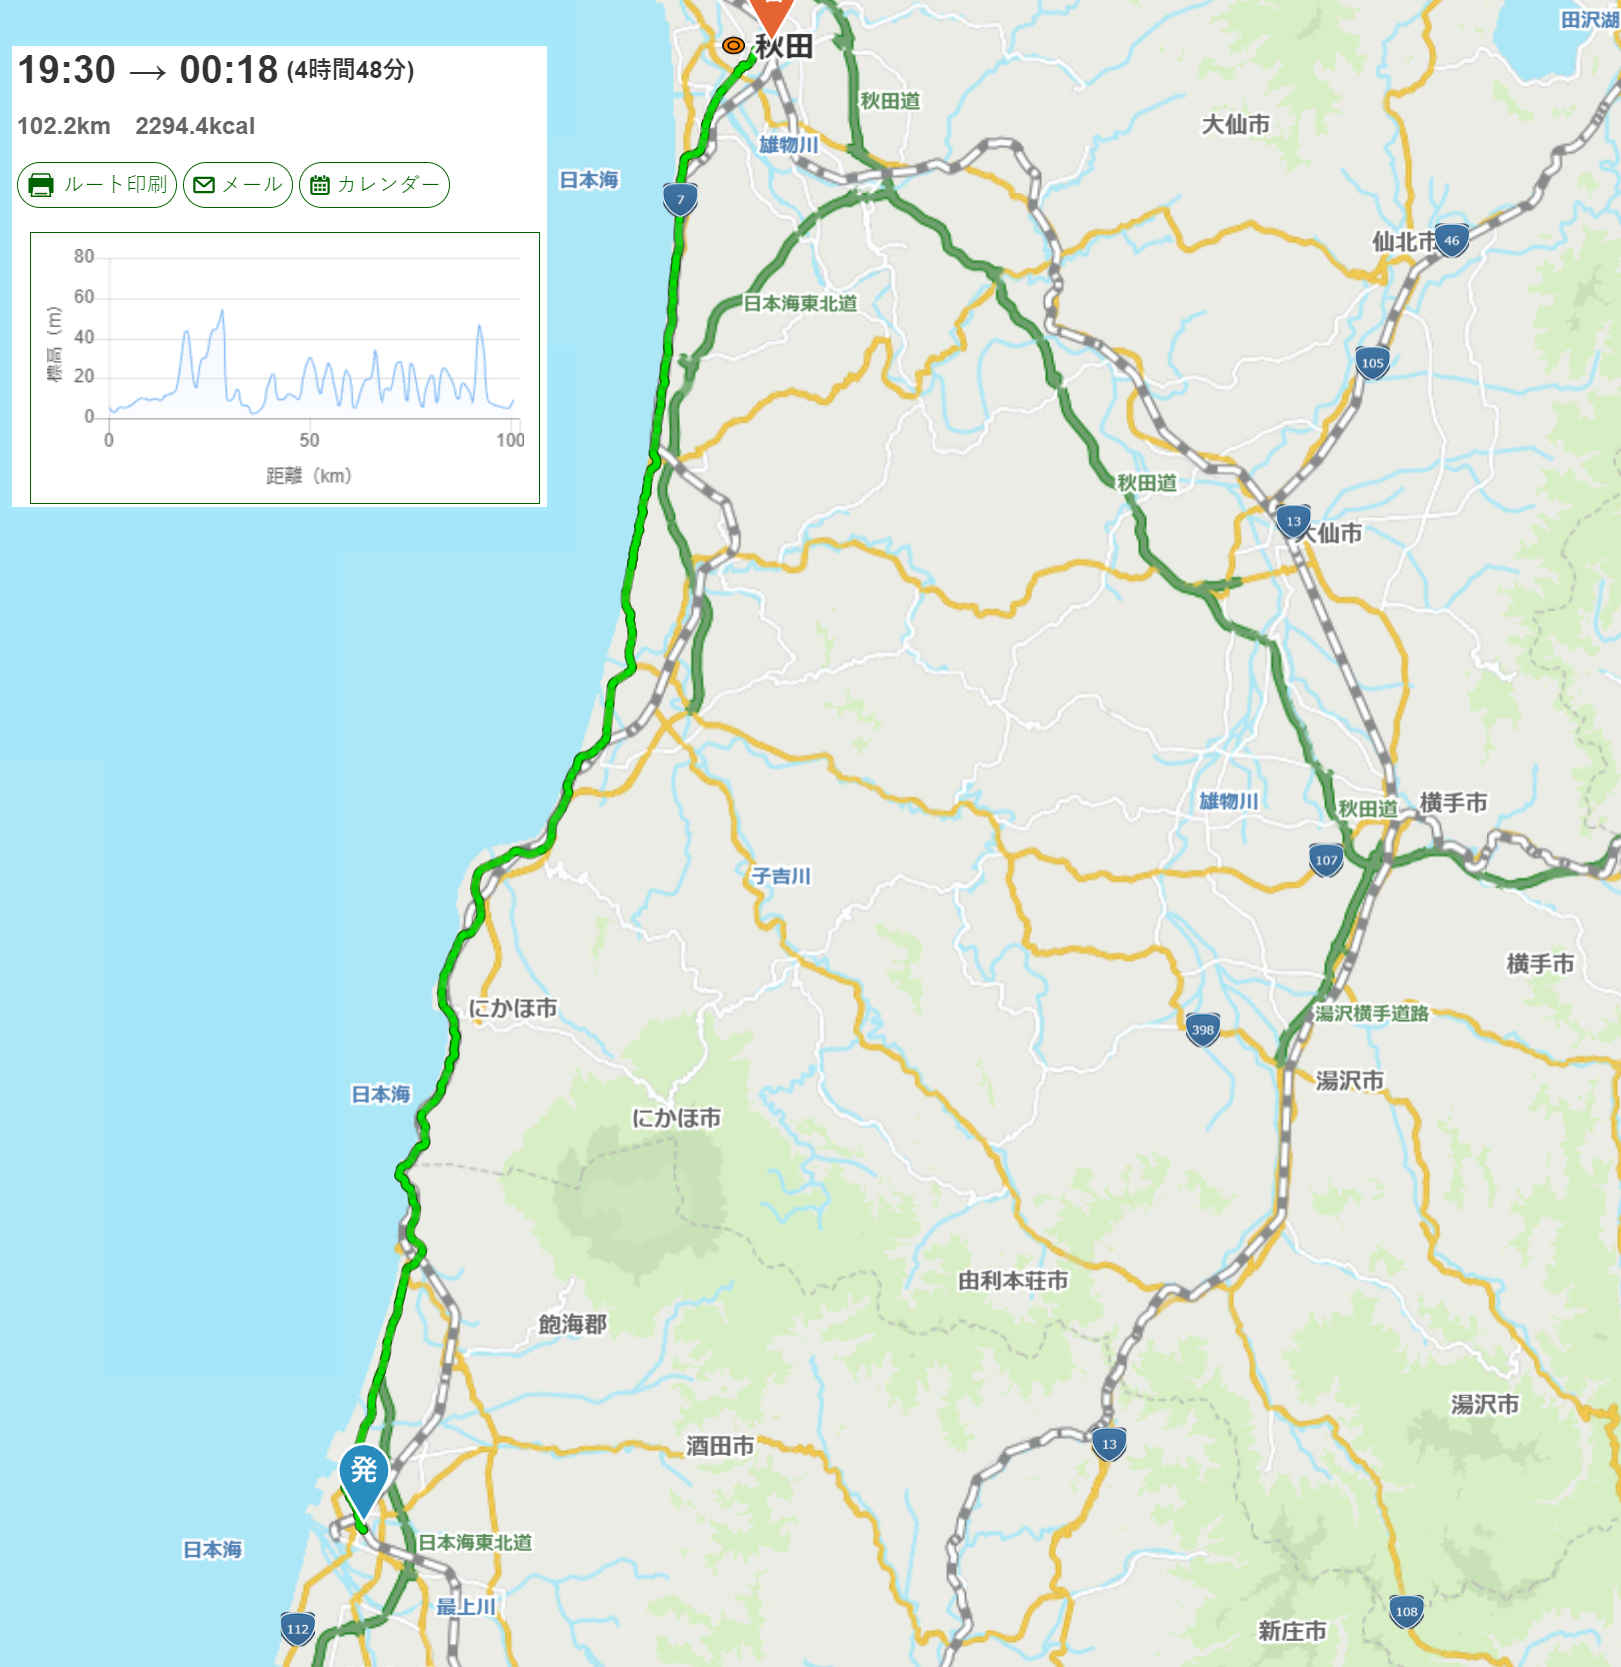 田沢湖
秋田
19:30 → 00:18 (4時間48分)
102.2km 2294.4kcal
ルート印刷
メール
カレンダー
80
60
40
20
0
標高 (m)
0
50
100
距離 (km)
秋田道
大仙市
雄物川
日本海
7
仙北市
46
日本海東北道
105
秋田道
13
大仙市
雄物川
秋田道
横手市
107
子吉川
横手市
にかほ市
湯沢横手道路
398
湯沢市
日本海
にかほ市
由利本荘市
飽海郡
湯沢市
酒田市
13
発
日本海東北道
日本海
最上川
112
108
新庄市